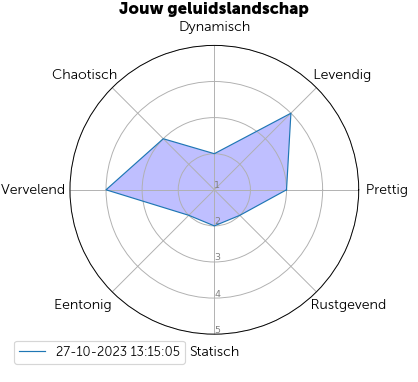 Jouw geluidslandschap
Dynamisch
Chaotisch
Levendig
Vervelend
1
Prettig
2
3
4
Eentonig
Rustgevend
5
27-10-2023 13:15:05
Statisch